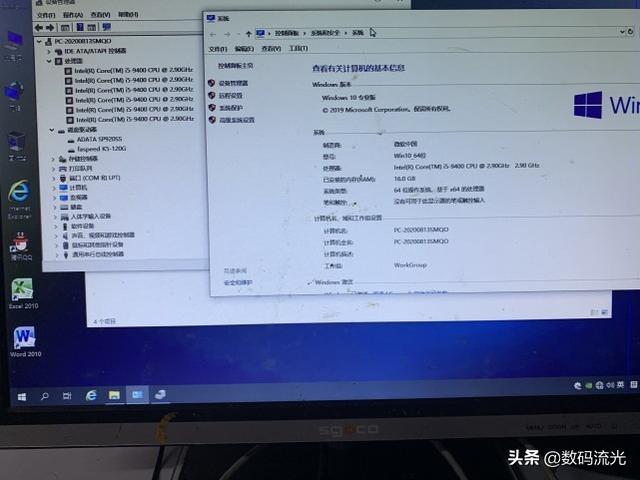 设备管理器
文件(F) 操作(A) 查看(V) 帮助(H)
PC-20200813SMQO
IDE ATA/ATAPI 控制器
处理器
Intel(R) Core(TM) i5-9400 CPU @ 2.90GHz
Intel(R) Core(TM) i5-9400 CPU @ 2.90GHz
Intel(R) Core(TM) i5-9400 CPU @ 2.90GHz
Intel(R) Core(TM) i5-9400 CPU @ 2.90GHz
Intel(R) Core(TM) i5-9400 CPU @ 2.90GHz
Intel(R) Core(TM) i5-9400 CPU @ 2.90GHz
磁盘驱动器
ADATA SP920SS
faspeed K5-120G
存储控制器
打印队列
端口 (COM 和 LPT)
计算机
监视器
键盘
人体学输入设备
软件设备
声音、视频和游戏控制器
鼠标和其他指针设备
通用串行总线控制器
系统
控制面板 > 系统和安全 > 系统
文件(F) 编辑(E) 查看(V) 工具(T)
控制面板主页
设备管理器
远程设置
系统保护
高级系统设置
另请参阅
安全和维护
查看有关计算机的基本信息
Windows 版本
Windows 10 专业版
© 2019 Microsoft Corporation。保留所有权利。
Win
系统
制造商:
型号: Win10_64位
处理器: Intel(R) Core(TM) i5-9400 CPU @ 2.90GHz 2.90 GHz
已安装的内存(RAM): 16.0 GB
系统类型: 64 位操作系统，基于 x64 的处理器
笔和触控: 没有可用于此显示器的笔或触控输入
计算机名、域和工作组设置
计算机名: PC-20200813SMQO
计算机全名: PC-20200813SMQO
计算机描述:
工作组: WorkGroup
Windows 激活
4 个项目
Internet
Explorer
腾讯QQ
Excel 2010
Word 2010
英
sgoco
MENU DOWN UP AUTO
头条 @数码流光